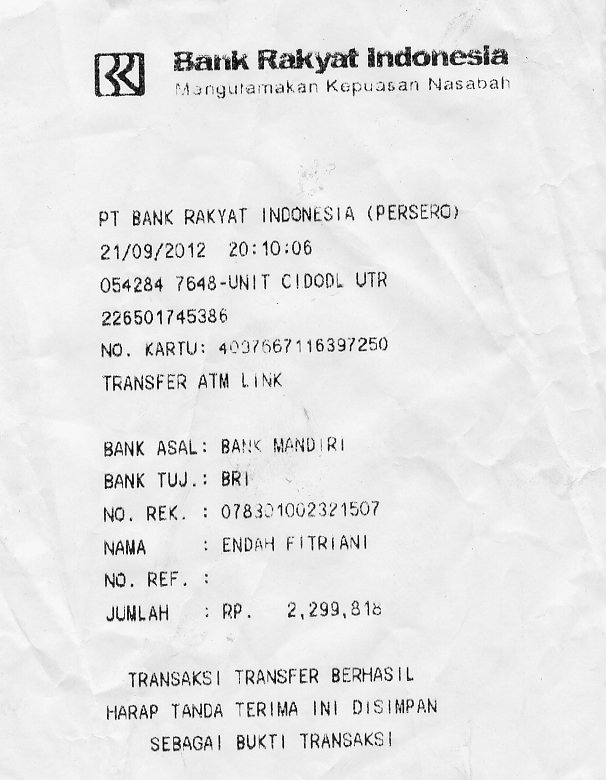 Bank Rakyat Indonesia
Mengutamakan Kepuasan Nasabah
PT BANK RAKYAT INDONESIA (PERSERO)
21/09/2012 20:10:06
054284 7648-UNIT CIDODL UTR
226501745386
NO. KARTU: 4097667116397250
TRANSFER ATM LINK
BANK ASAL: BANK MANDIRI
BANK TUJ.: BRI
NO. REK. : 078301002321507
NAMA : ENDAH FITRIANI
NO. REF. :
JUMLAH : RP. 2,299,818
TRANSAKSI TRANSFER BERHASIL
HARAP TANDA TERIMA INI DISIMPAN
SEBAGAI BUKTI TRANSAKSI